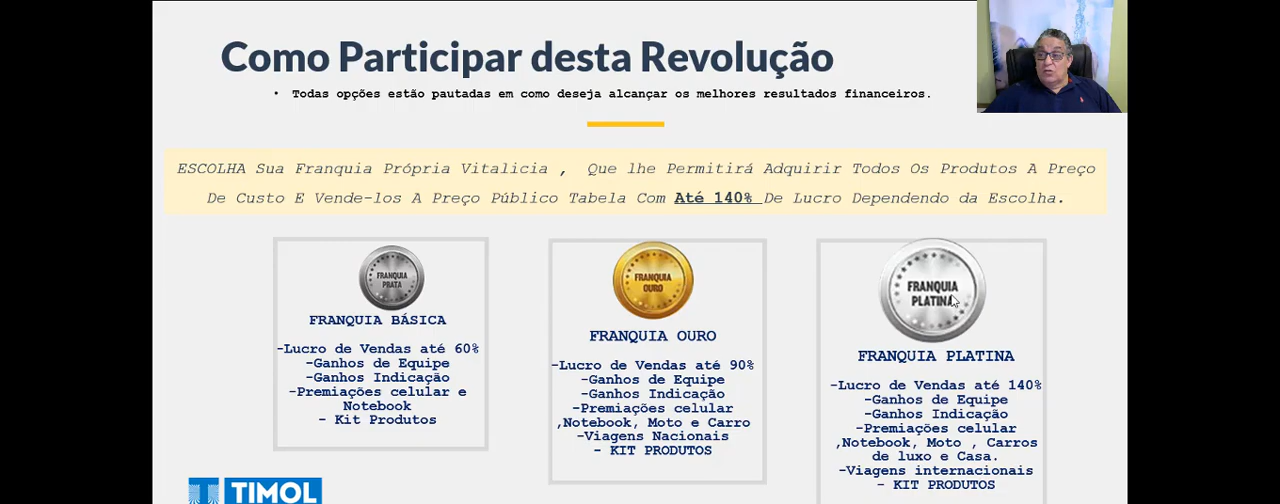 Como Participar desta Revolução
• Todas opções estão pautadas em como deseja alcançar os melhores resultados financeiros.
ESCOLHA Sua Franquia Própria Vitalicia , Que lhe Permitirá Adquirir Todos Os Produtos A Preço
De Custo E Vende-los A Preço Público Tabela Com Até 140% De Lucro Dependendo da Escolha.
FRANQUIA
PRATA
FRANQUIA BÁSICA
-Lucro de Vendas até 60%
-Ganhos de Equipe
-Ganhos Indicação
-Premiações celular e
Notebook
- Kit Produtos
FRANQUIA
OURO
FRANQUIA OURO
-Lucro de Vendas até 90%
-Ganhos de Equipe
-Ganhos Indicação
-Premiações celular
,Notebook, Moto e Carro
-Viagens Nacionais
- KIT PRODUTOS
FRANQUIA
PLATINA
FRANQUIA PLATINA
-Lucro de Vendas até 140%
-Ganhos de Equipe
-Ganhos Indicação
-Premiações celular
,Notebook, Moto , Carros
de luxo e Casa.
-Viagens internacionais
- KIT PRODUTOS
TIMOL